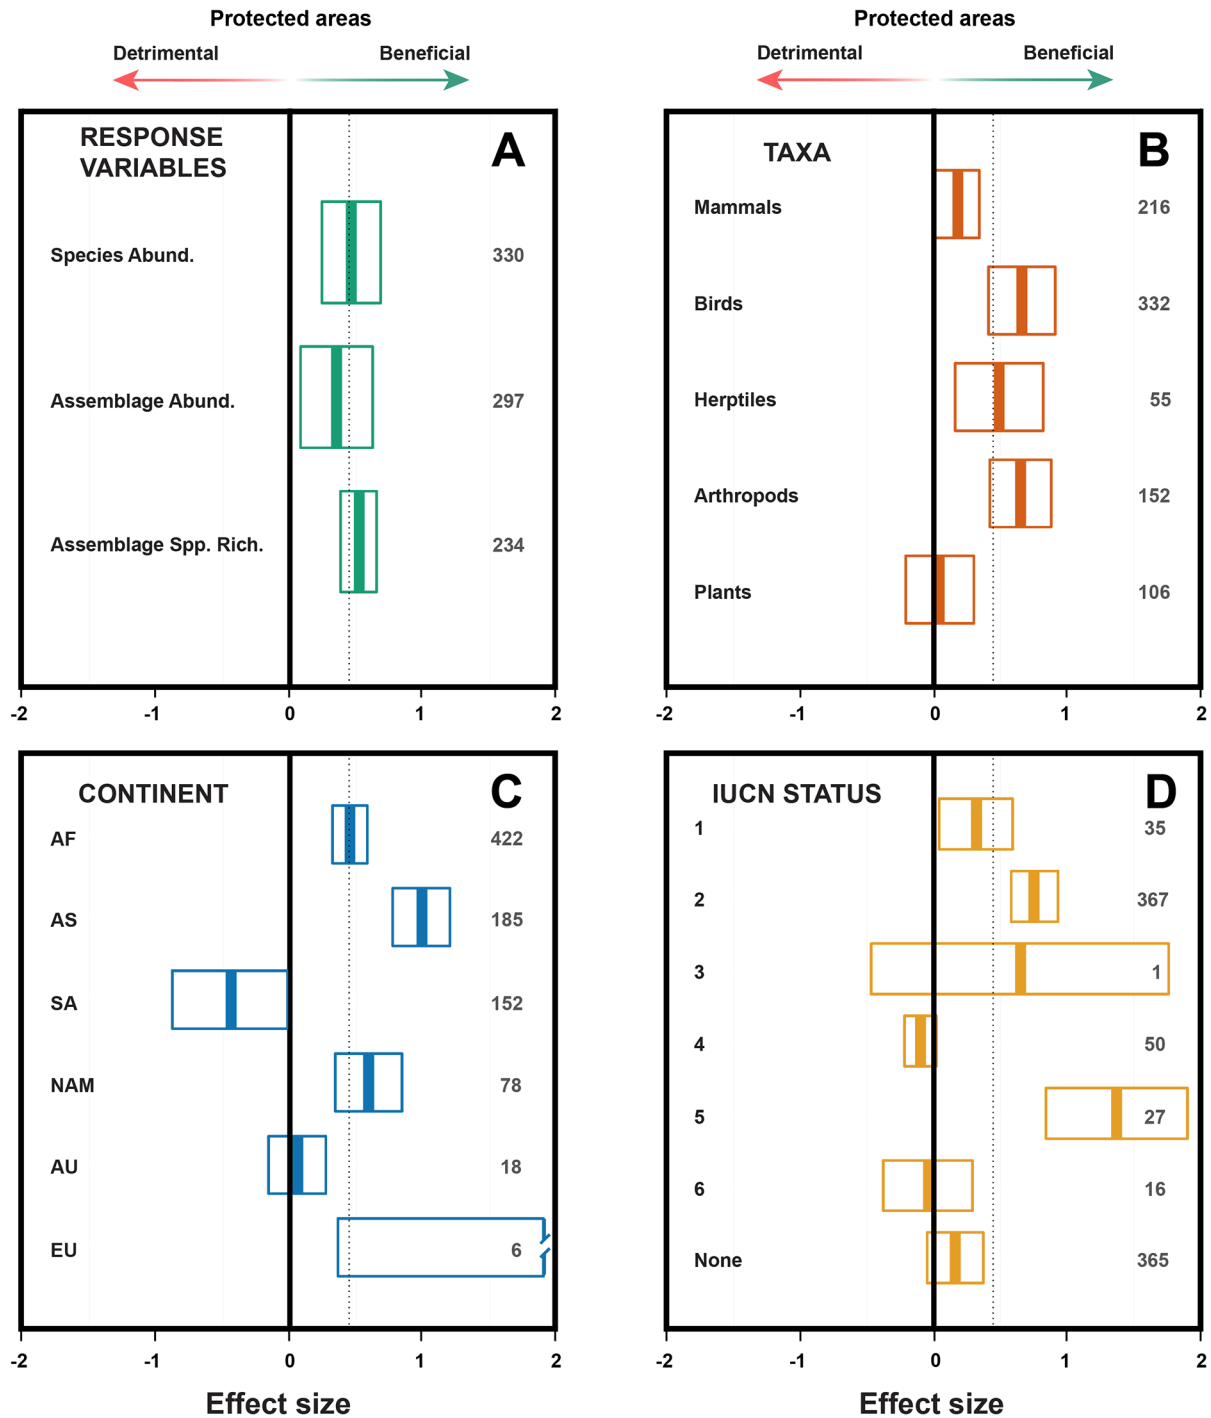 Protected areas
Detrimental Beneficial
RESPONSE
VARIABLES
A
Species Abund. 330
Assemblage Abund. 297
Assemblage Spp. Rich. 234
-2 -1 0 1 2
Protected areas
Detrimental Beneficial
TAXA B
Mammals 216
Birds 332
Herptiles 55
Arthropods 152
Plants 106
-2 -1 0 1 2
CONTINENT C
AF 422
AS 185
SA 152
NAM 78
AU 18
EU 6
-2 -1 0 1 2
Effect size
IUCN STATUS D
1 35
2 367
3 1
4 50
5 27
6 16
None 365
-2 -1 0 1 2
Effect size